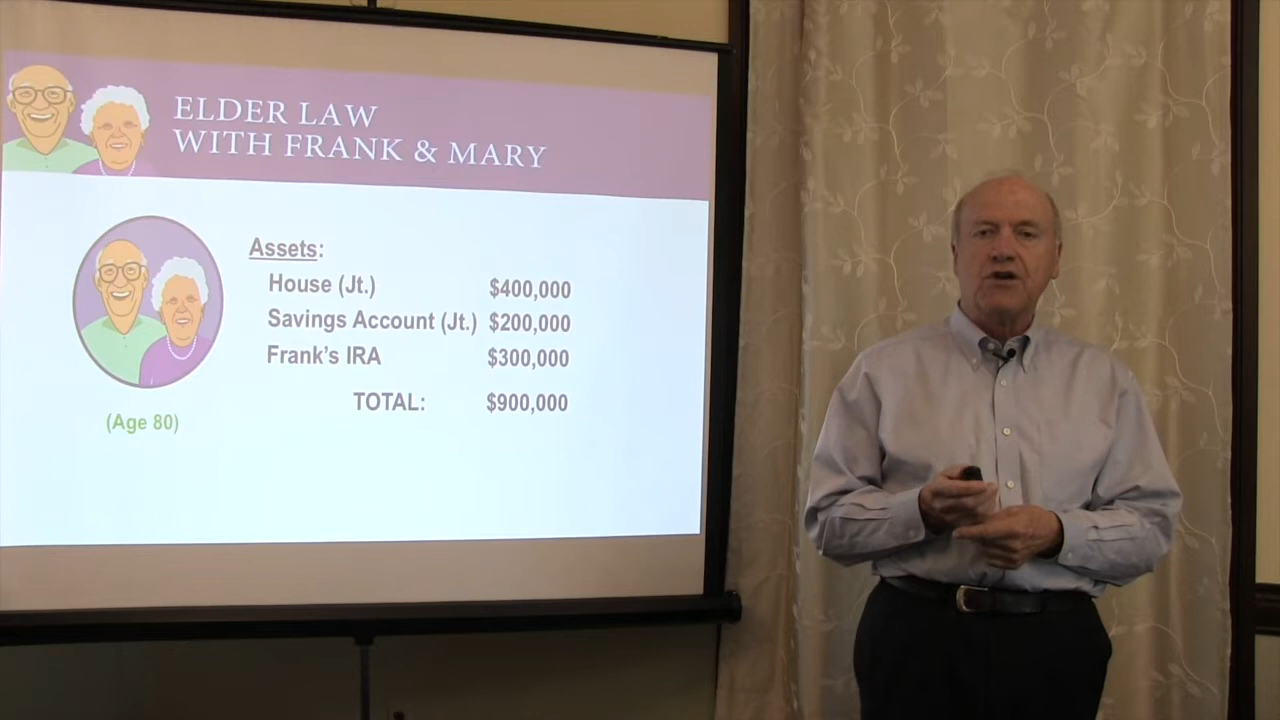 ELDER LAW
WITH FRANK & MARY
Assets:
House (Jt.) $400,000
Savings Account (Jt.) $200,000
Frank's IRA $300,000
TOTAL: $900,000
(Age 80)